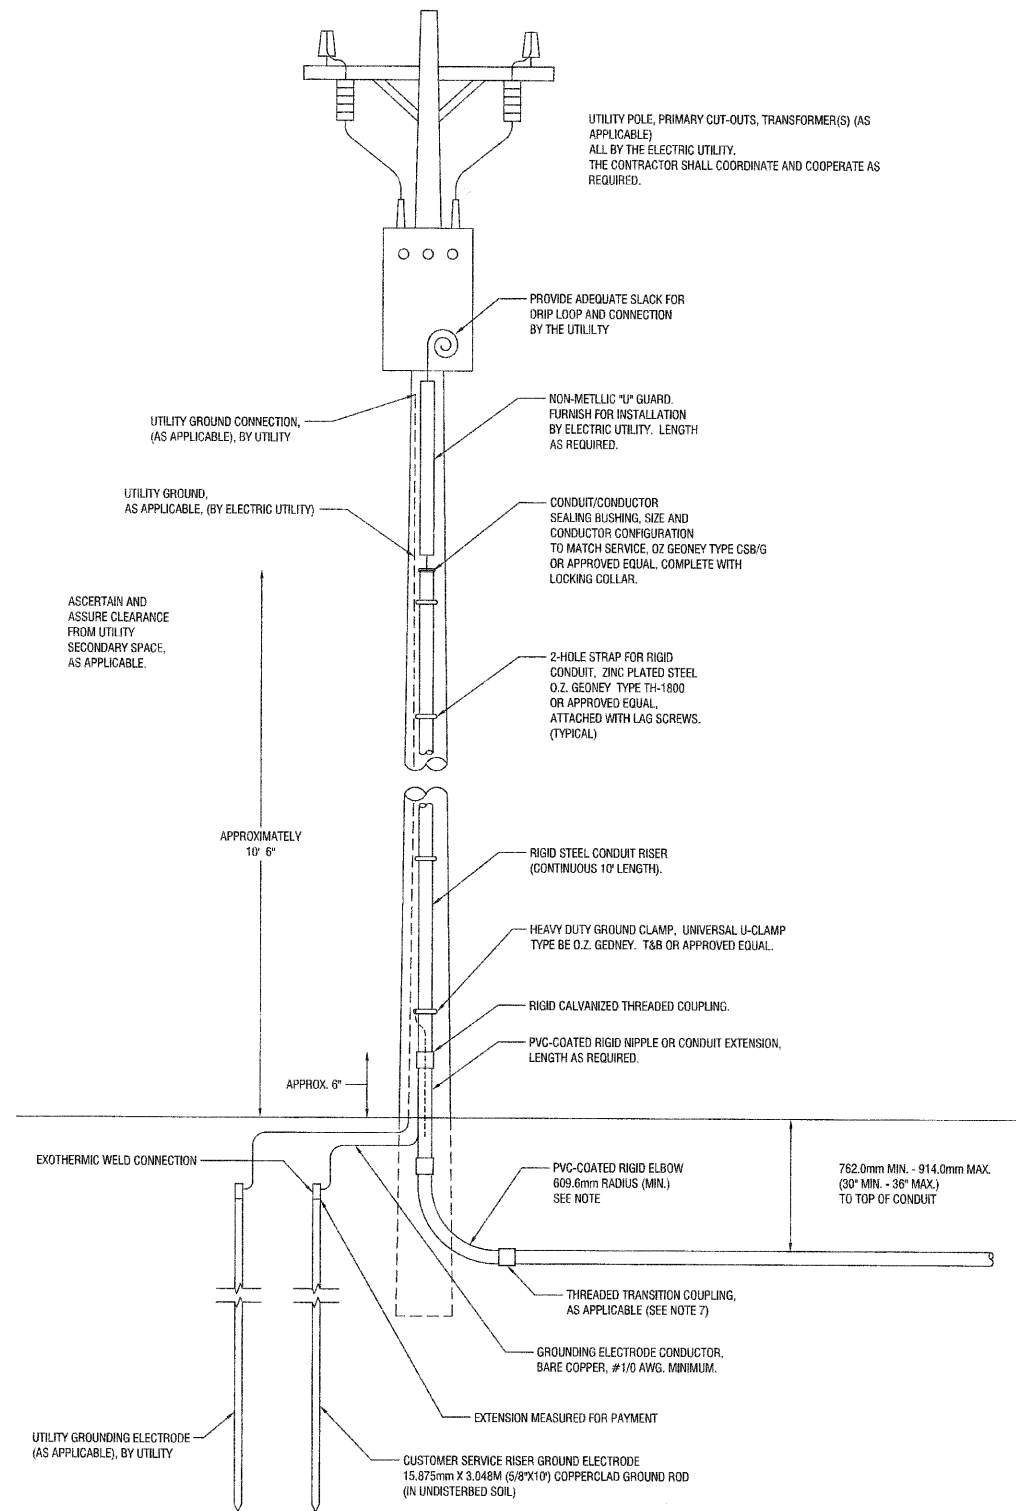 UTILITY POLE, PRIMARY CUT-OUTS, TRANSFORMER(S) (AS
APPLICABLE)
ALL BY THE ELECTRIC UTILITY.
THE CONTRACTOR SHALL COORDINATE AND COOPERATE AS
REQUIRED.
PROVIDE ADEQUATE SLACK FOR
DRIP LOOP AND CONNECTION
BY THE UTILILTY
NON-METLLIC "U" GUARD.
FURNISH FOR INSTALLATION
BY ELECTRIC UTILITY. LENGTH
AS REQUIRED.
UTILITY GROUND CONNECTION,
(AS APPLICABLE), BY UTILITY
UTILITY GROUND,
AS APPLICABLE, (BY ELECTRIC UTILITY)
CONDUIT/CONDUCTOR
SEALING BUSHING, SIZE AND
CONDUCTOR CONFIGURATION
TO MATCH SERVICE, OZ GEONEY TYPE CSB/G
OR APPROVED EQUAL, COMPLETE WITH
LOCKING COLLAR.
ASCERTAIN AND
ASSURE CLEARANCE
FROM UTILITY
SECONDARY SPACE,
AS APPLICABLE.
2-HOLE STRAP FOR RIGID
CONDUIT, ZINC PLATED STEEL
O.Z. GEONEY TYPE TH-1800
OR APPROVED EQUAL,
ATTACHED WITH LAG SCREWS.
(TYPICAL)
APPROXIMATELY
10' 6"
RIGID STEEL CONDUIT RISER
(CONTINUOUS 10' LENGTH).
HEAVY DUTY GROUND CLAMP, UNIVERSAL U-CLAMP
TYPE BE O.Z. GEDNEY. T&B OR APPROVED EQUAL.
RIGID CALVANIZED THREADED COUPLING.
PVC-COATED RIGID NIPPLE OR CONDUIT EXTENSION,
LENGTH AS REQUIRED.
APPROX. 6"
EXOTHERMIC WELD CONNECTION
PVC-COATED RIGID ELBOW
609.6mm RADIUS (MIN.)
SEE NOTE
762.0mm MIN. - 914.0mm MAX.
(30" MIN. - 36" MAX.)
TO TOP OF CONDUIT
THREADED TRANSITION COUPLING,
AS APPLICABLE (SEE NOTE 7)
GROUNDING ELECTRODE CONDUCTOR,
BARE COPPER, #1/0 AWG. MINIMUM.
EXTENSION MEASURED FOR PAYMENT
UTILITY GROUNDING ELECTRODE
(AS APPLICABLE), BY UTILITY
CUSTOMER SERVICE RISER GROUND ELECTRODE
15.875mm X 3.048M (5/8"X10') COPPERCLAD GROUND ROD
(IN UNDISTERBED SOIL)